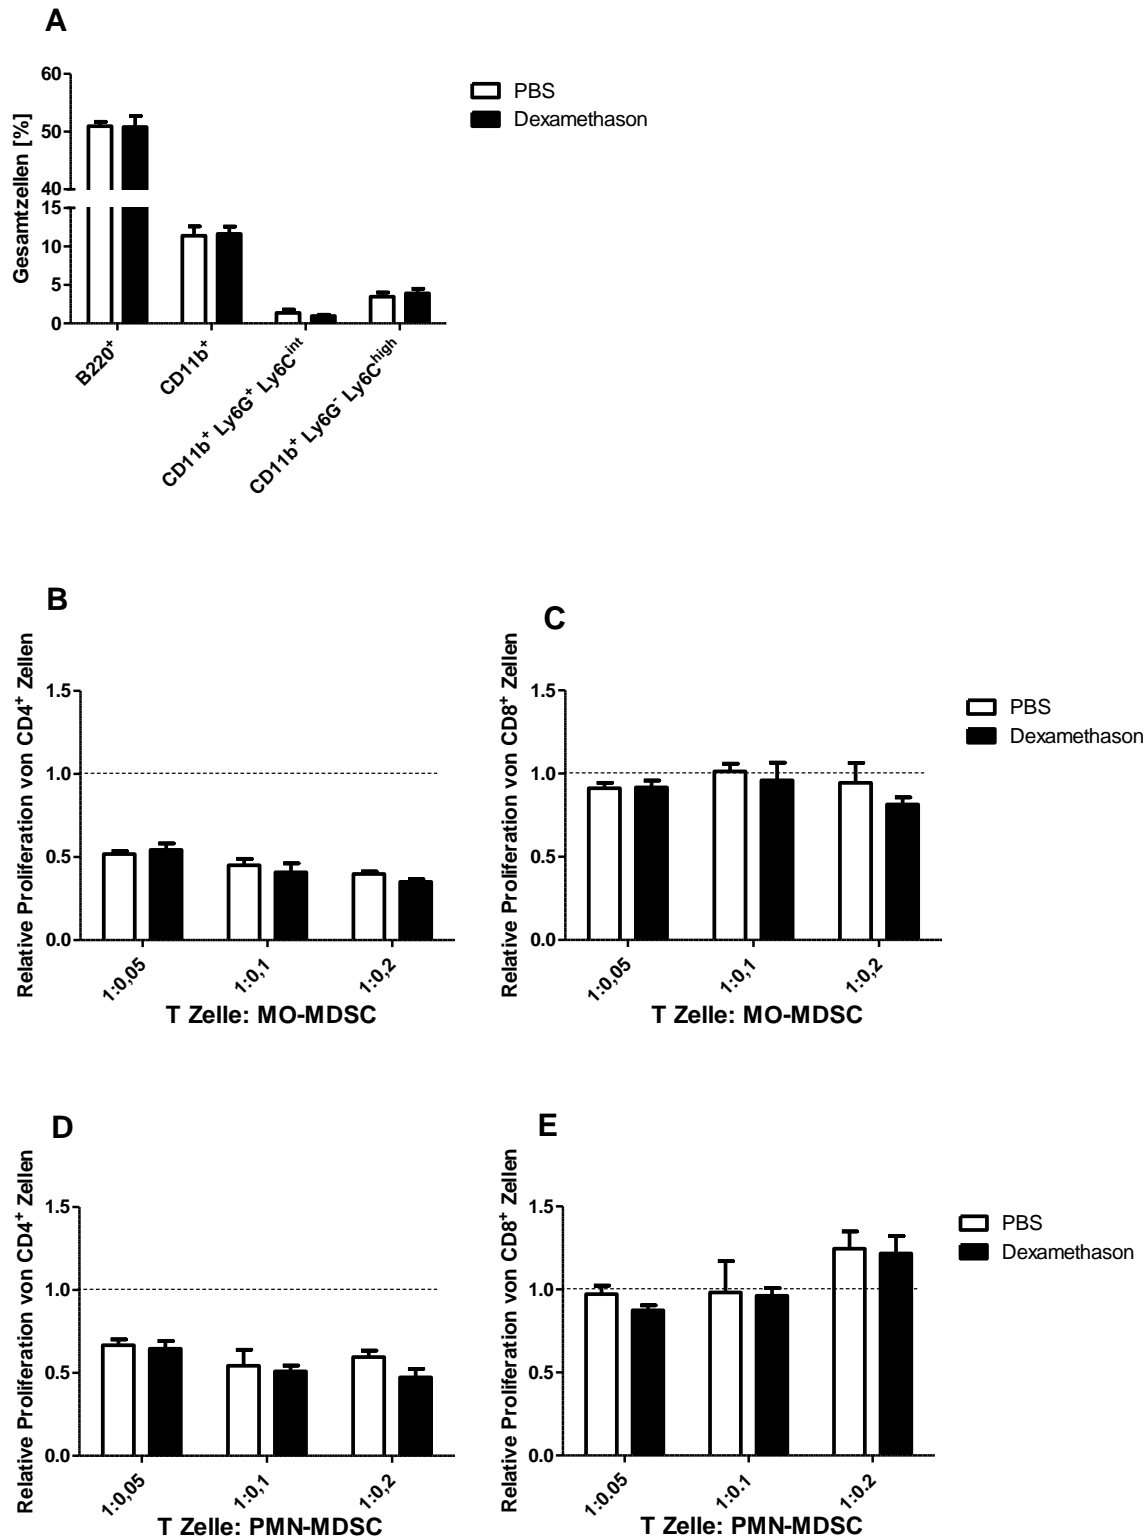 A
Gesamtzellen [%]
60
50
40
15
10
5
0
B220⁺
CD11b⁺
CD11b⁺ Ly6G⁺ Ly6Cⁱⁿᵗ
CD11b⁺ Ly6G⁻ Ly6Cʰⁱᵍʰ
PBS
Dexamethason
B
Relative Proliferation von CD4⁺ Zellen
1.5
1.0
0.5
0.0
1:0,05
1:0,1
1:0,2
T Zelle: MO-MDSC
C
Relative Proliferation von CD8⁺ Zellen
1.5
1.0
0.5
0.0
1:0,05
1:0,1
1:0,2
T Zelle: MO-MDSC
PBS
Dexamethason
D
Relative Proliferation von CD4⁺ Zellen
1.5
1.0
0.5
0.0
1:0,05
1:0,1
1:0,2
T Zelle: PMN-MDSC
E
Relative Proliferation von CD8⁺ Zellen
1.5
1.0
0.5
0.0
1:0.05
1:0.1
1:0.2
T Zelle: PMN-MDSC
PBS
Dexamethason